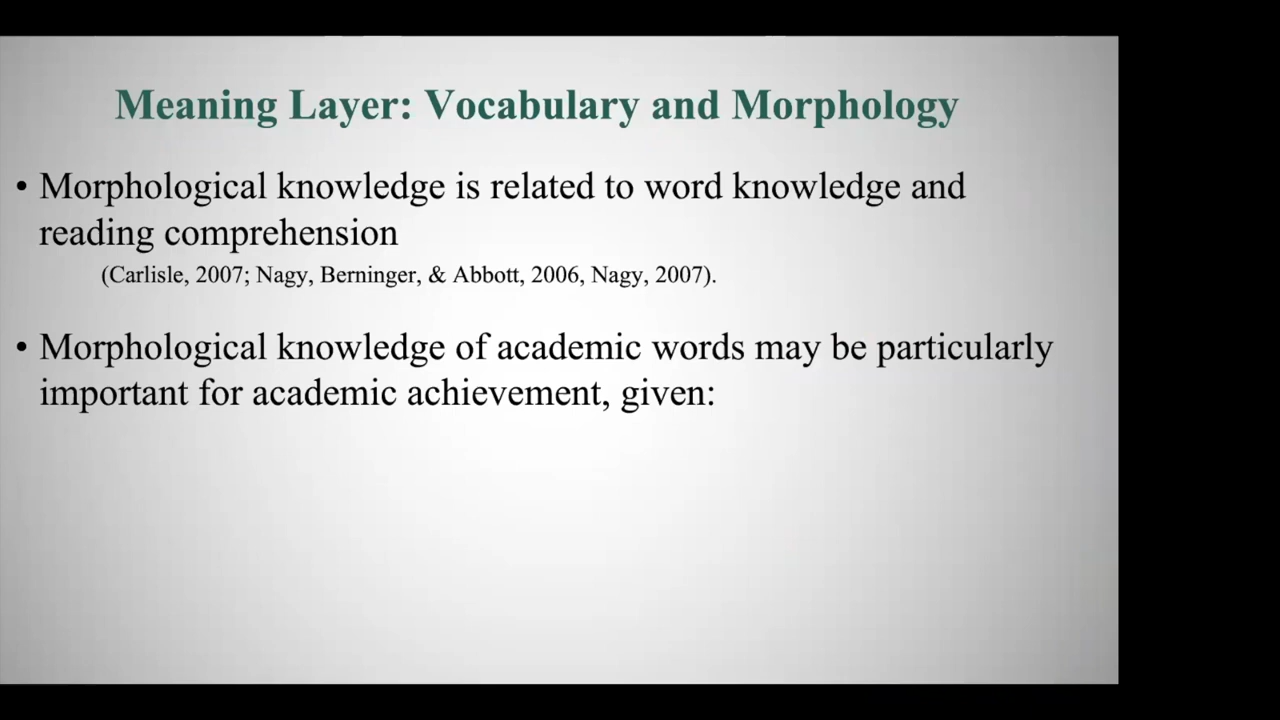 Meaning Layer: Vocabulary and Morphology
• Morphological knowledge is related to word knowledge and
reading comprehension
(Carlisle, 2007; Nagy, Berninger, & Abbott, 2006, Nagy, 2007).
• Morphological knowledge of academic words may be particularly
important for academic achievement, given: